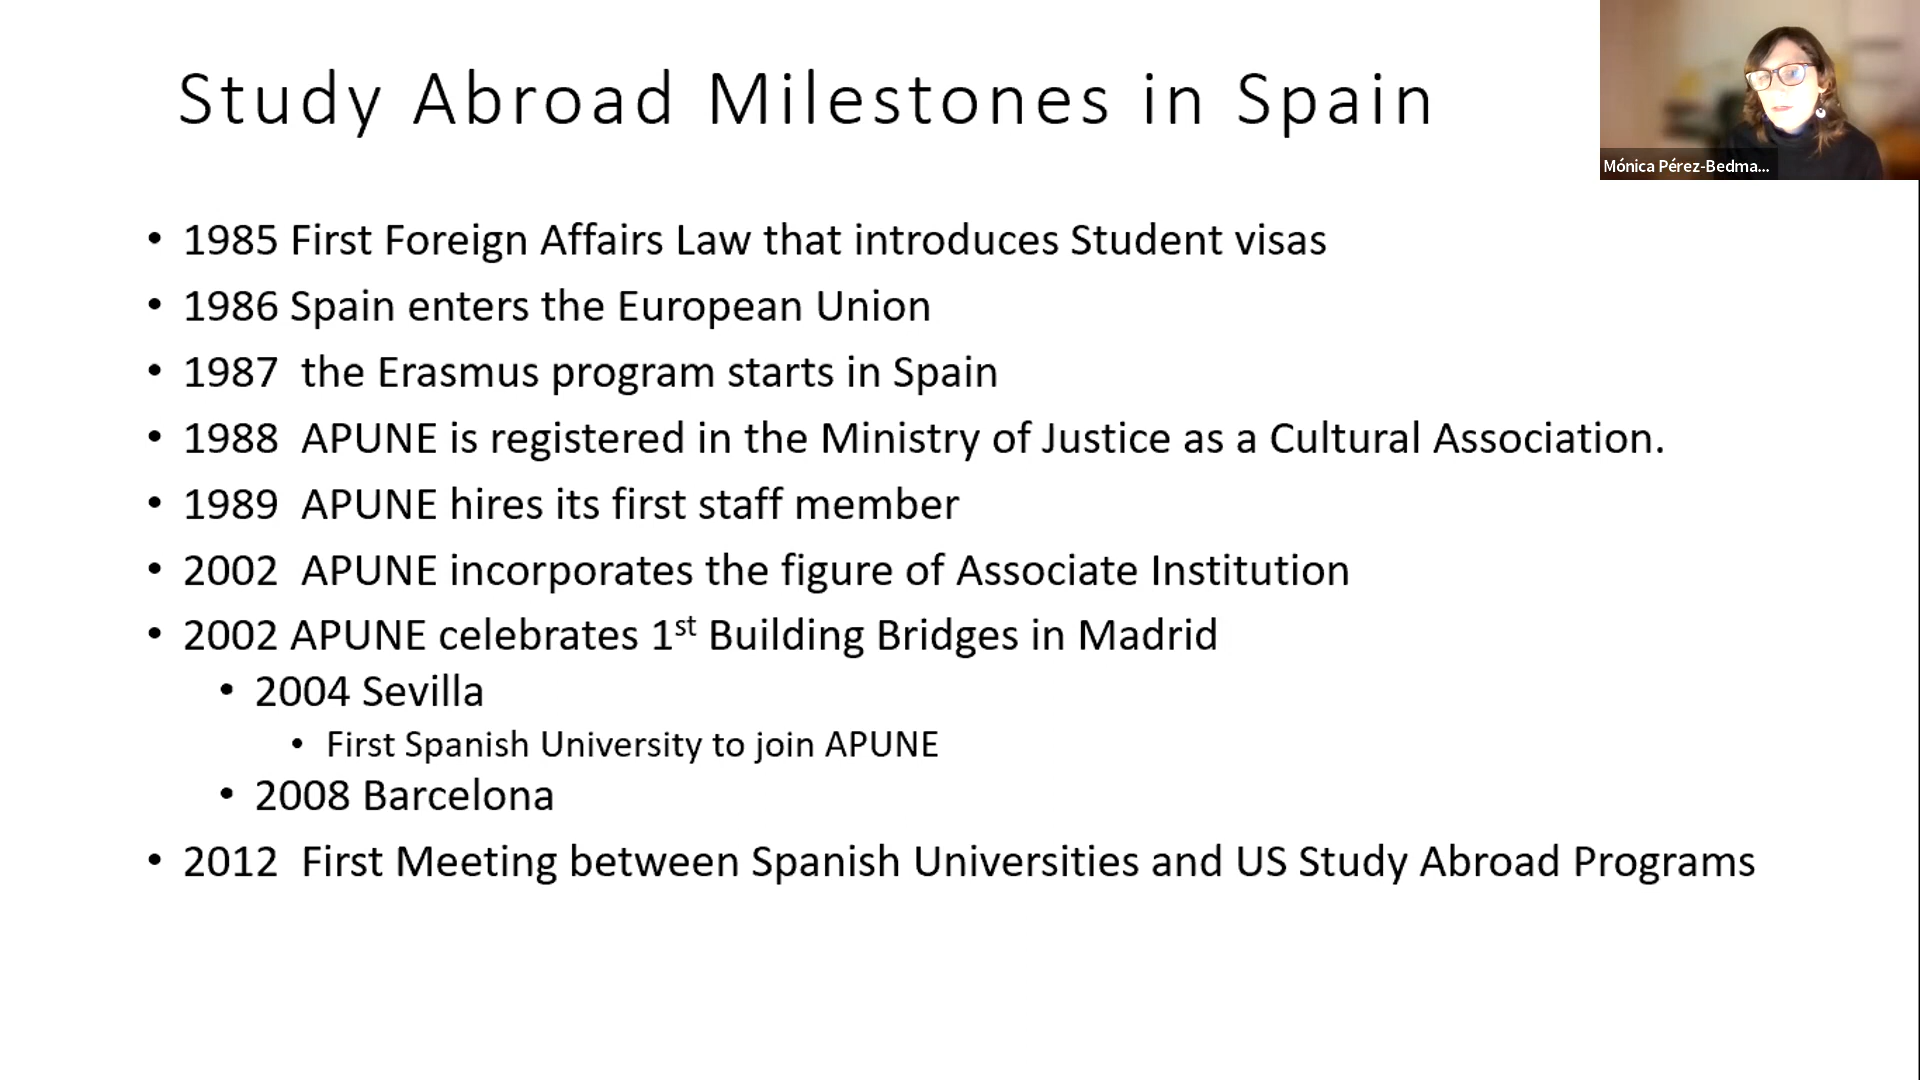 Study Abroad Milestones in Spain
Mónica Pérez-Bedma...
• 1985 First Foreign Affairs Law that introduces Student visas
• 1986 Spain enters the European Union
• 1987 the Erasmus program starts in Spain
• 1988 APUNE is registered in the Ministry of Justice as a Cultural Association.
• 1989 APUNE hires its first staff member
• 2002 APUNE incorporates the figure of Associate Institution
• 2002 APUNE celebrates 1st Building Bridges in Madrid
• 2004 Sevilla
• First Spanish University to join APUNE
• 2008 Barcelona
• 2012 First Meeting between Spanish Universities and US Study Abroad Programs